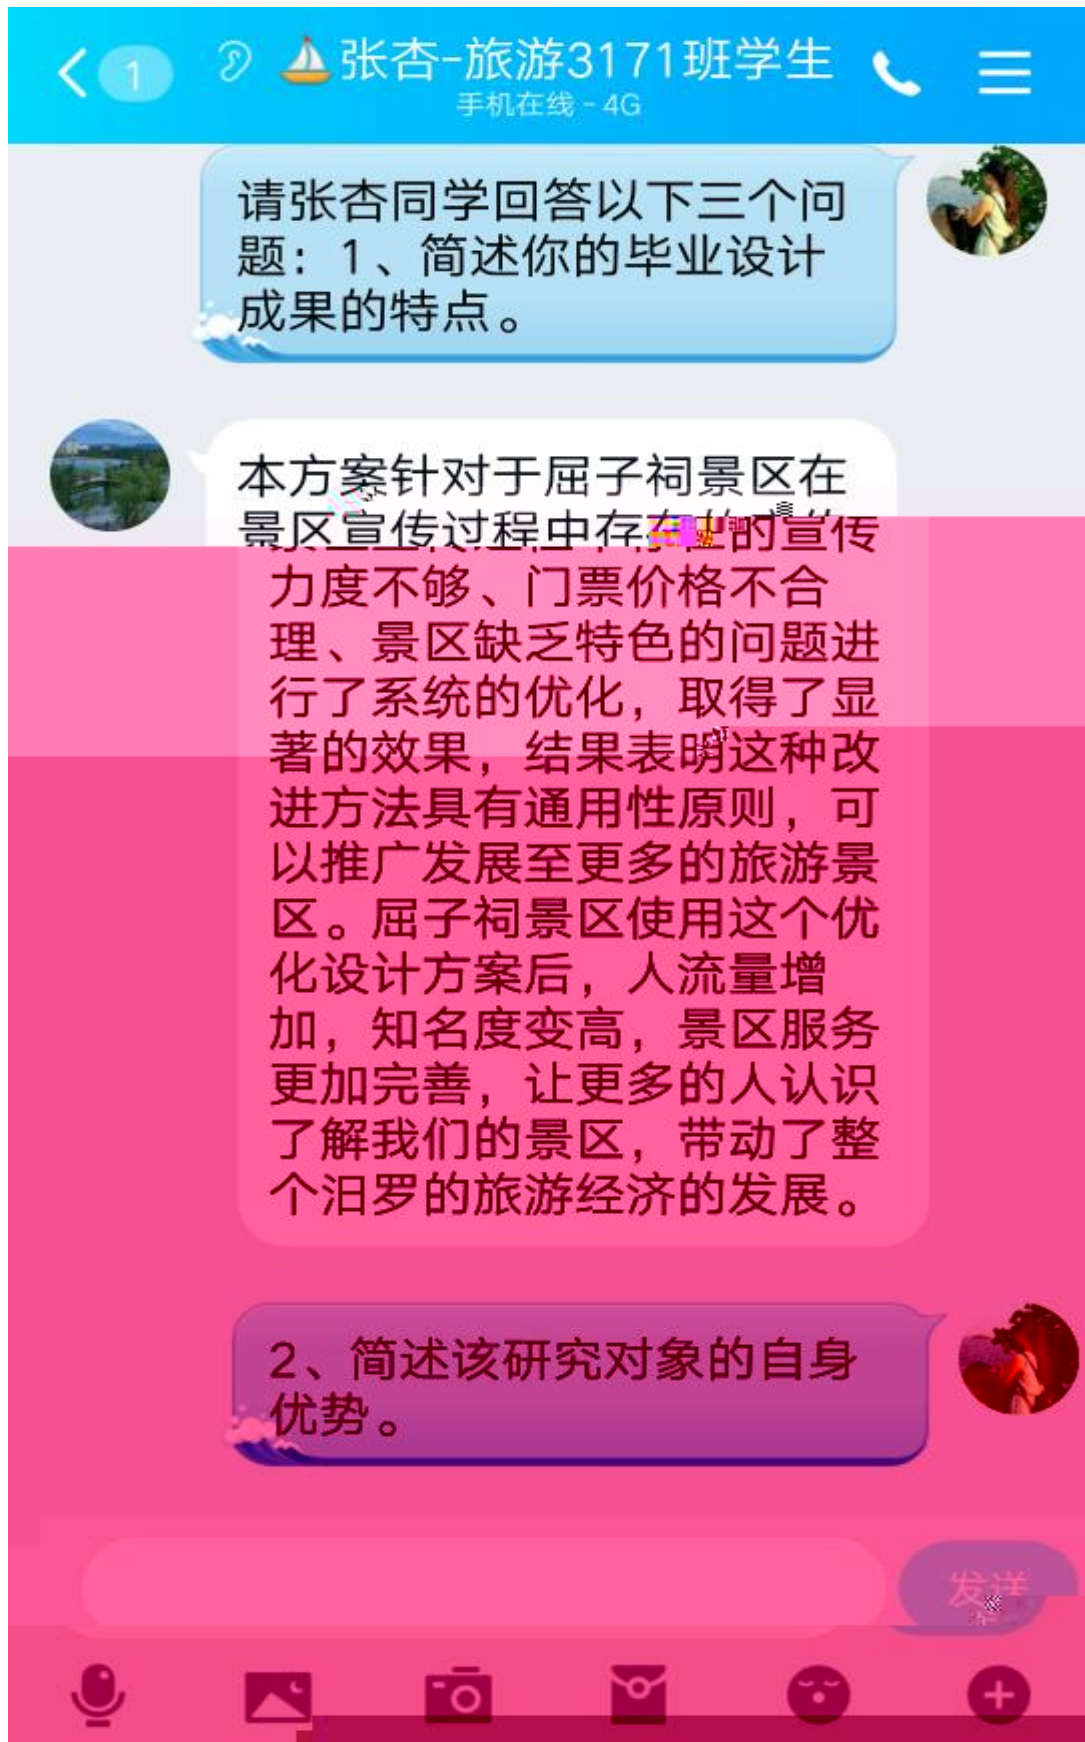 1
张杏-旅游3171班学生
手机在线 - 4G
请张杏同学回答以下三个问
题：1、简述你的毕业设计
成果的特点。
本方案针对于屈子祠景区在
景区宣传过程中存在的宣传
力度不够、门票价格不合
理、景区缺乏特色的问题进
行了系统的优化，取得了显
著的效果，结果表明这种改
进方法具有通用性原则，可
以推广发展至更多的旅游景
区。屈子祠景区使用这个优
化设计方案后，人流量增
加，知名度变高，景区服务
更加完善，让更多的人认识
了解我们的景区，带动了整
个汨罗的旅游经济的发展。
2、简述该研究对象的自身
优势。
发送